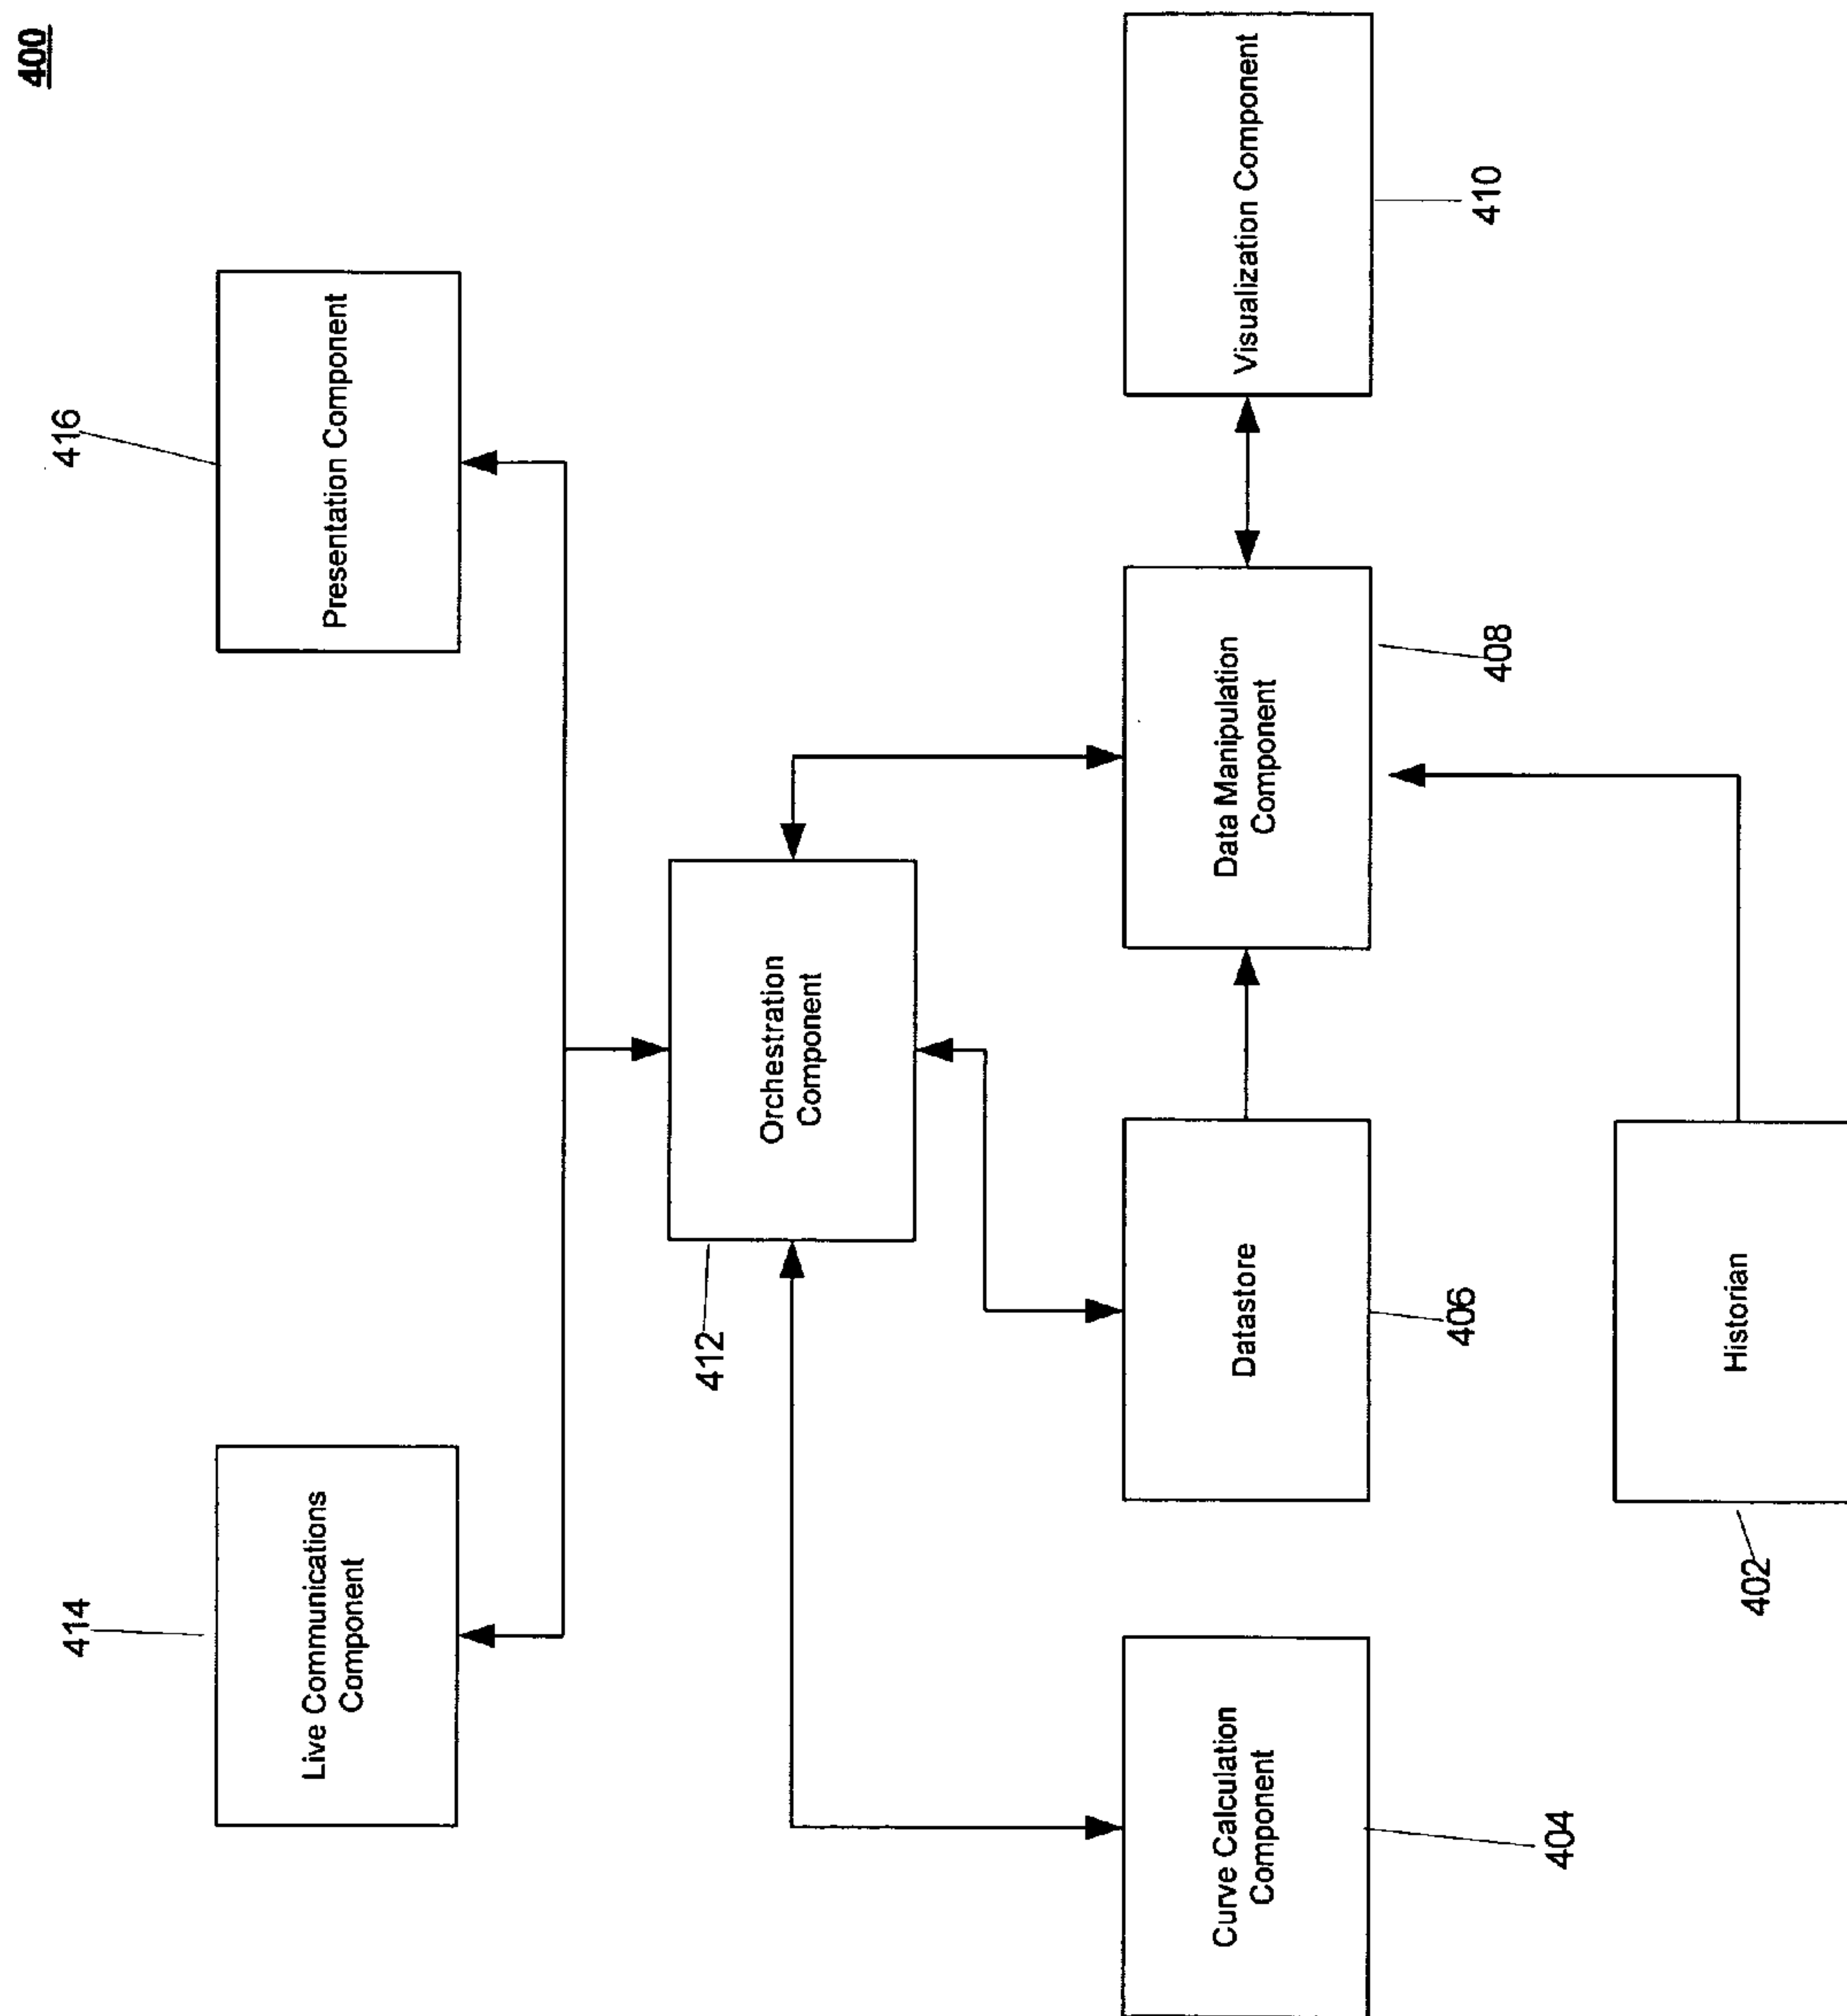 400
414
Live Communications
Component
416
Presentation Component
412
Orchestration
Component
404
Curve Calculation
Component
406
Datastore
408
Data Manipulation
Component
410
Visualization Component
402
Historian